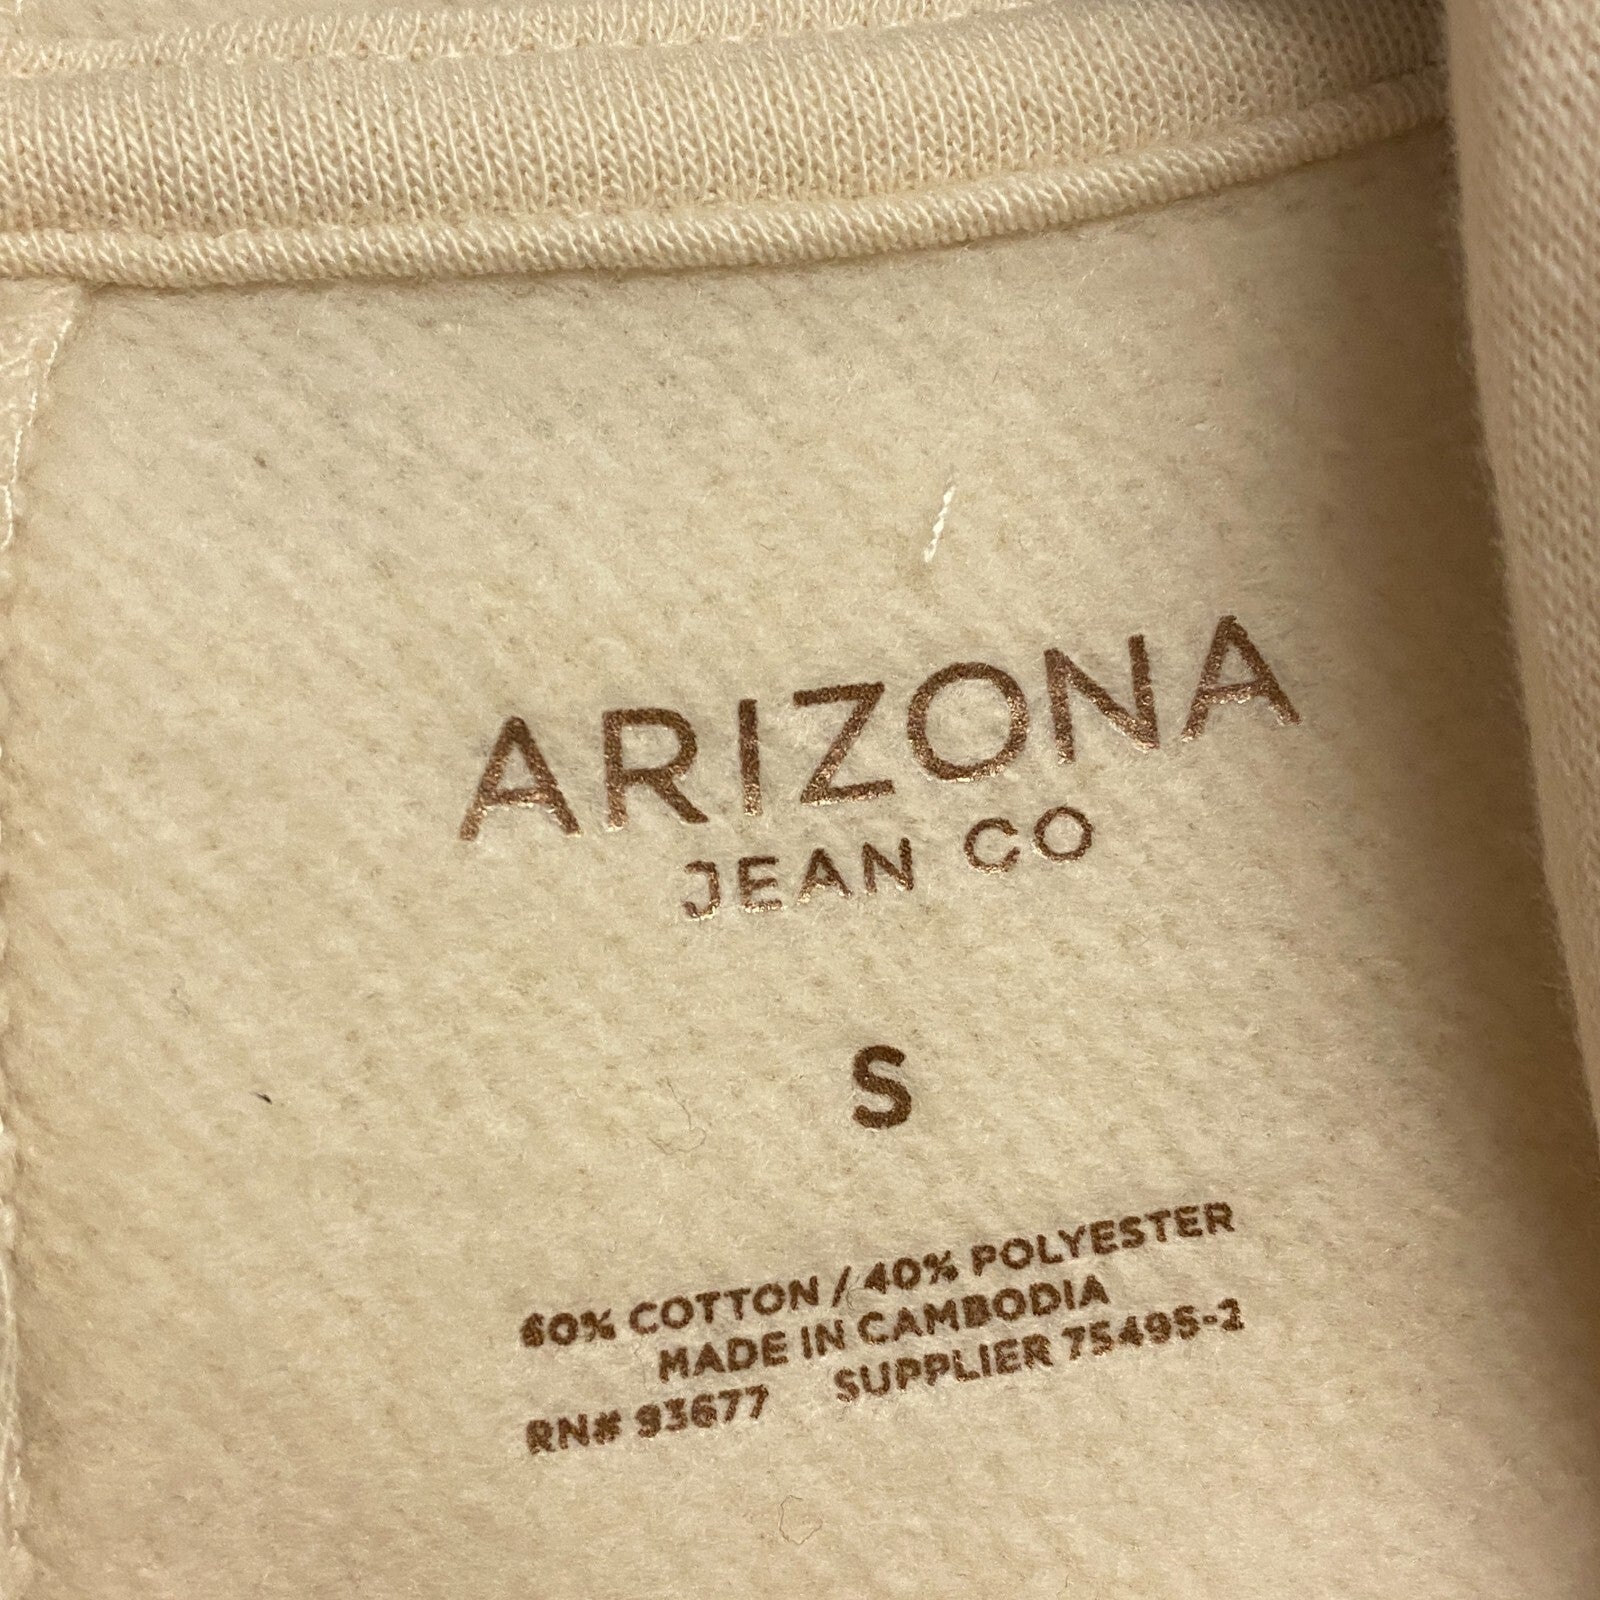 ARIZONA
JEAN CO
S
60% COTTON / 40% POLYESTER
MADE IN CAMBODIA
RN# 93677 SUPPLIER 75495-2